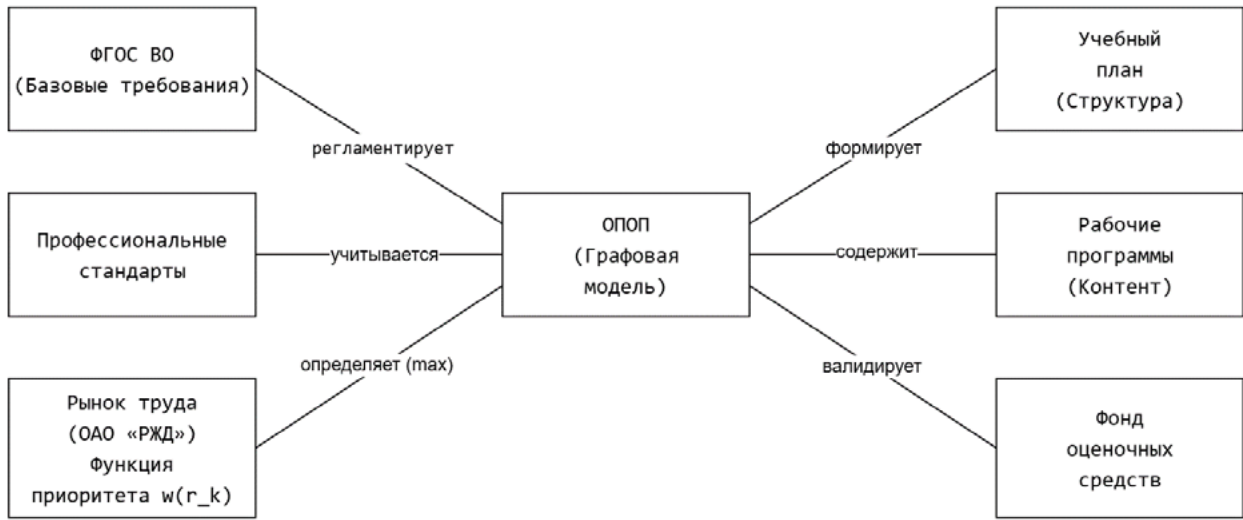 ФГОС ВО
(Базовые требования)
регламентирует
Профессиональные
стандарты
учитывается
Рынок труда
(ОАО «РЖД»)
Функция
приоритета w(r_k)
определяет (max)
ОПОП
(Графовая
модель)
формирует
Учебный
план
(Структура)
содержит
Рабочие
программы
(Контент)
валидирует
Фонд
оценочных
средств